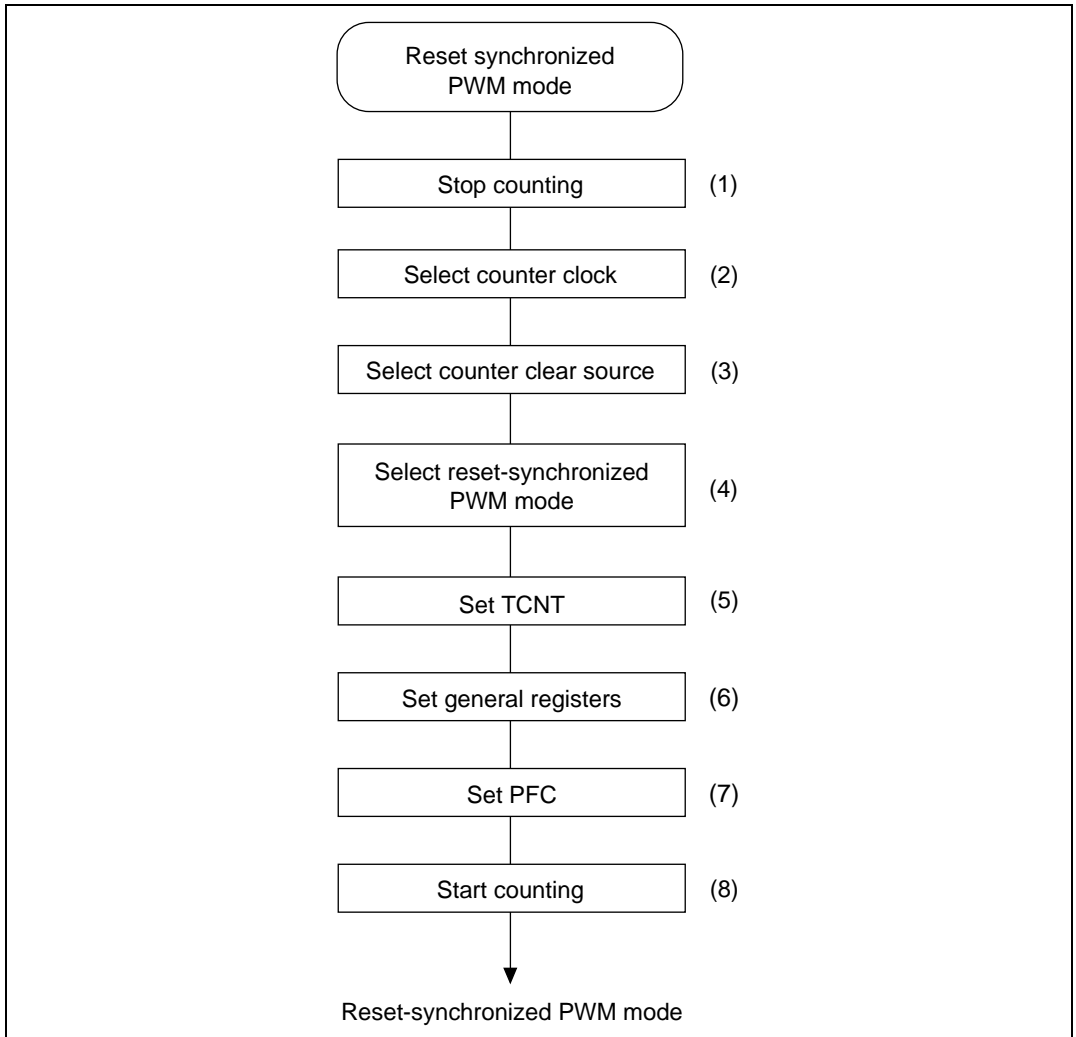 Reset synchronized
PWM mode
Stop counting (1)
Select counter clock (2)
Select counter clear source (3)
Select reset-synchronized
PWM mode (4)
Set TCNT (5)
Set general registers (6)
Set PFC (7)
Start counting (8)
Reset-synchronized PWM mode